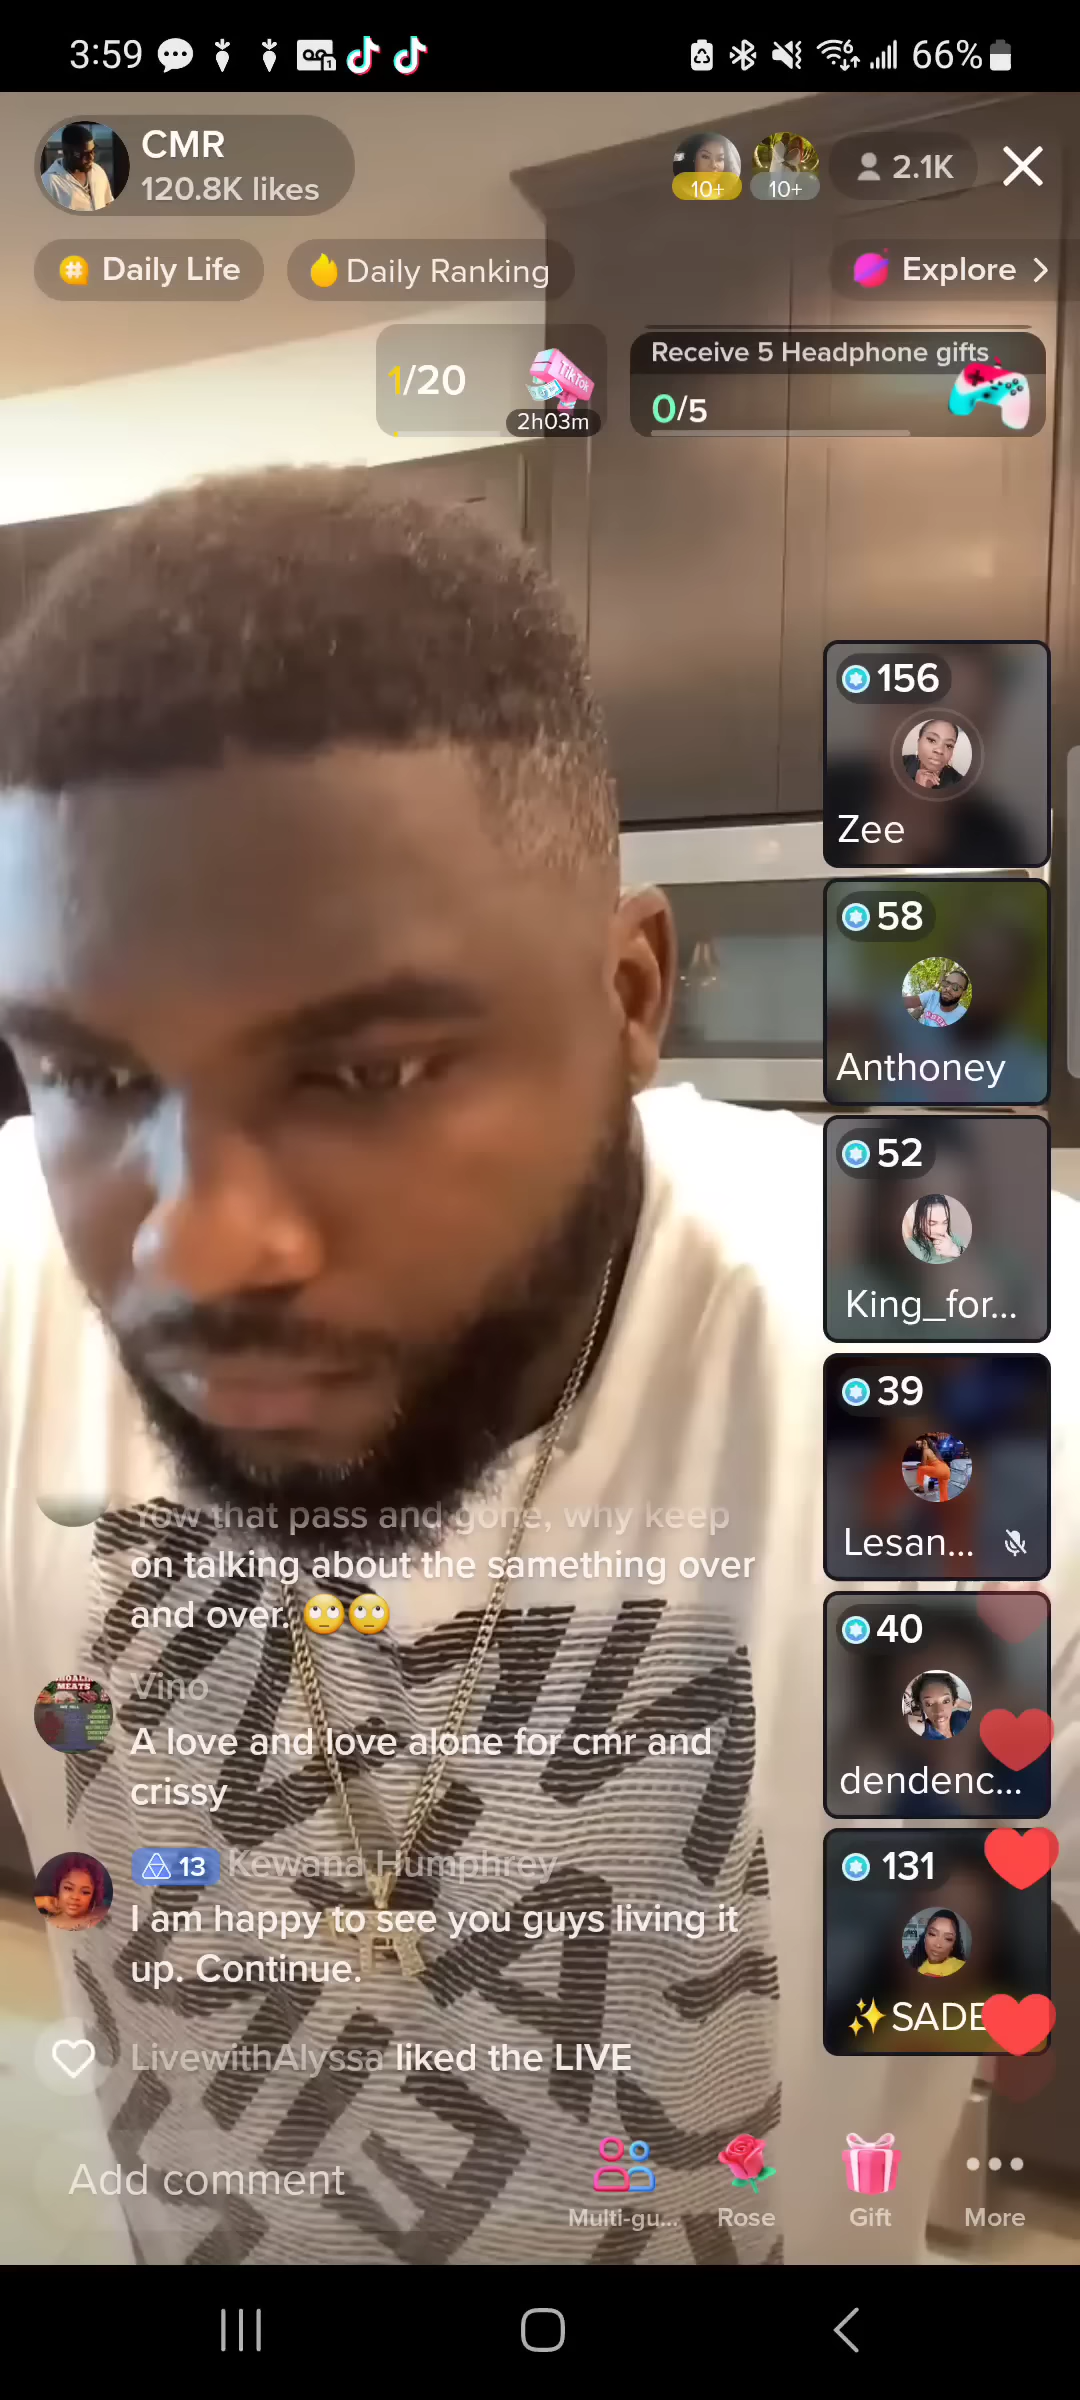 3:59
66%
CMR
120.8K likes
10+
10+
2.1K
Daily Life
Daily Ranking
Explore
1/20
TikTok
2h03m
Receive 5 Headphone gifts
0/5
156
Zee
58
Anthoney
52
King_for...
39
Lesan...
40
dendenc...
131
✨SADE
Yow that pass and gone, why keep
on talking about the samething over
and over. 🙄🙄
Vino
A love and love alone for cmr and
crissy
13 Kewana Humphrey
I am happy to see you guys living it
up. Continue.
LivewithAlyssa liked the LIVE
Add comment
Multi-gu...
Rose
Gift
More